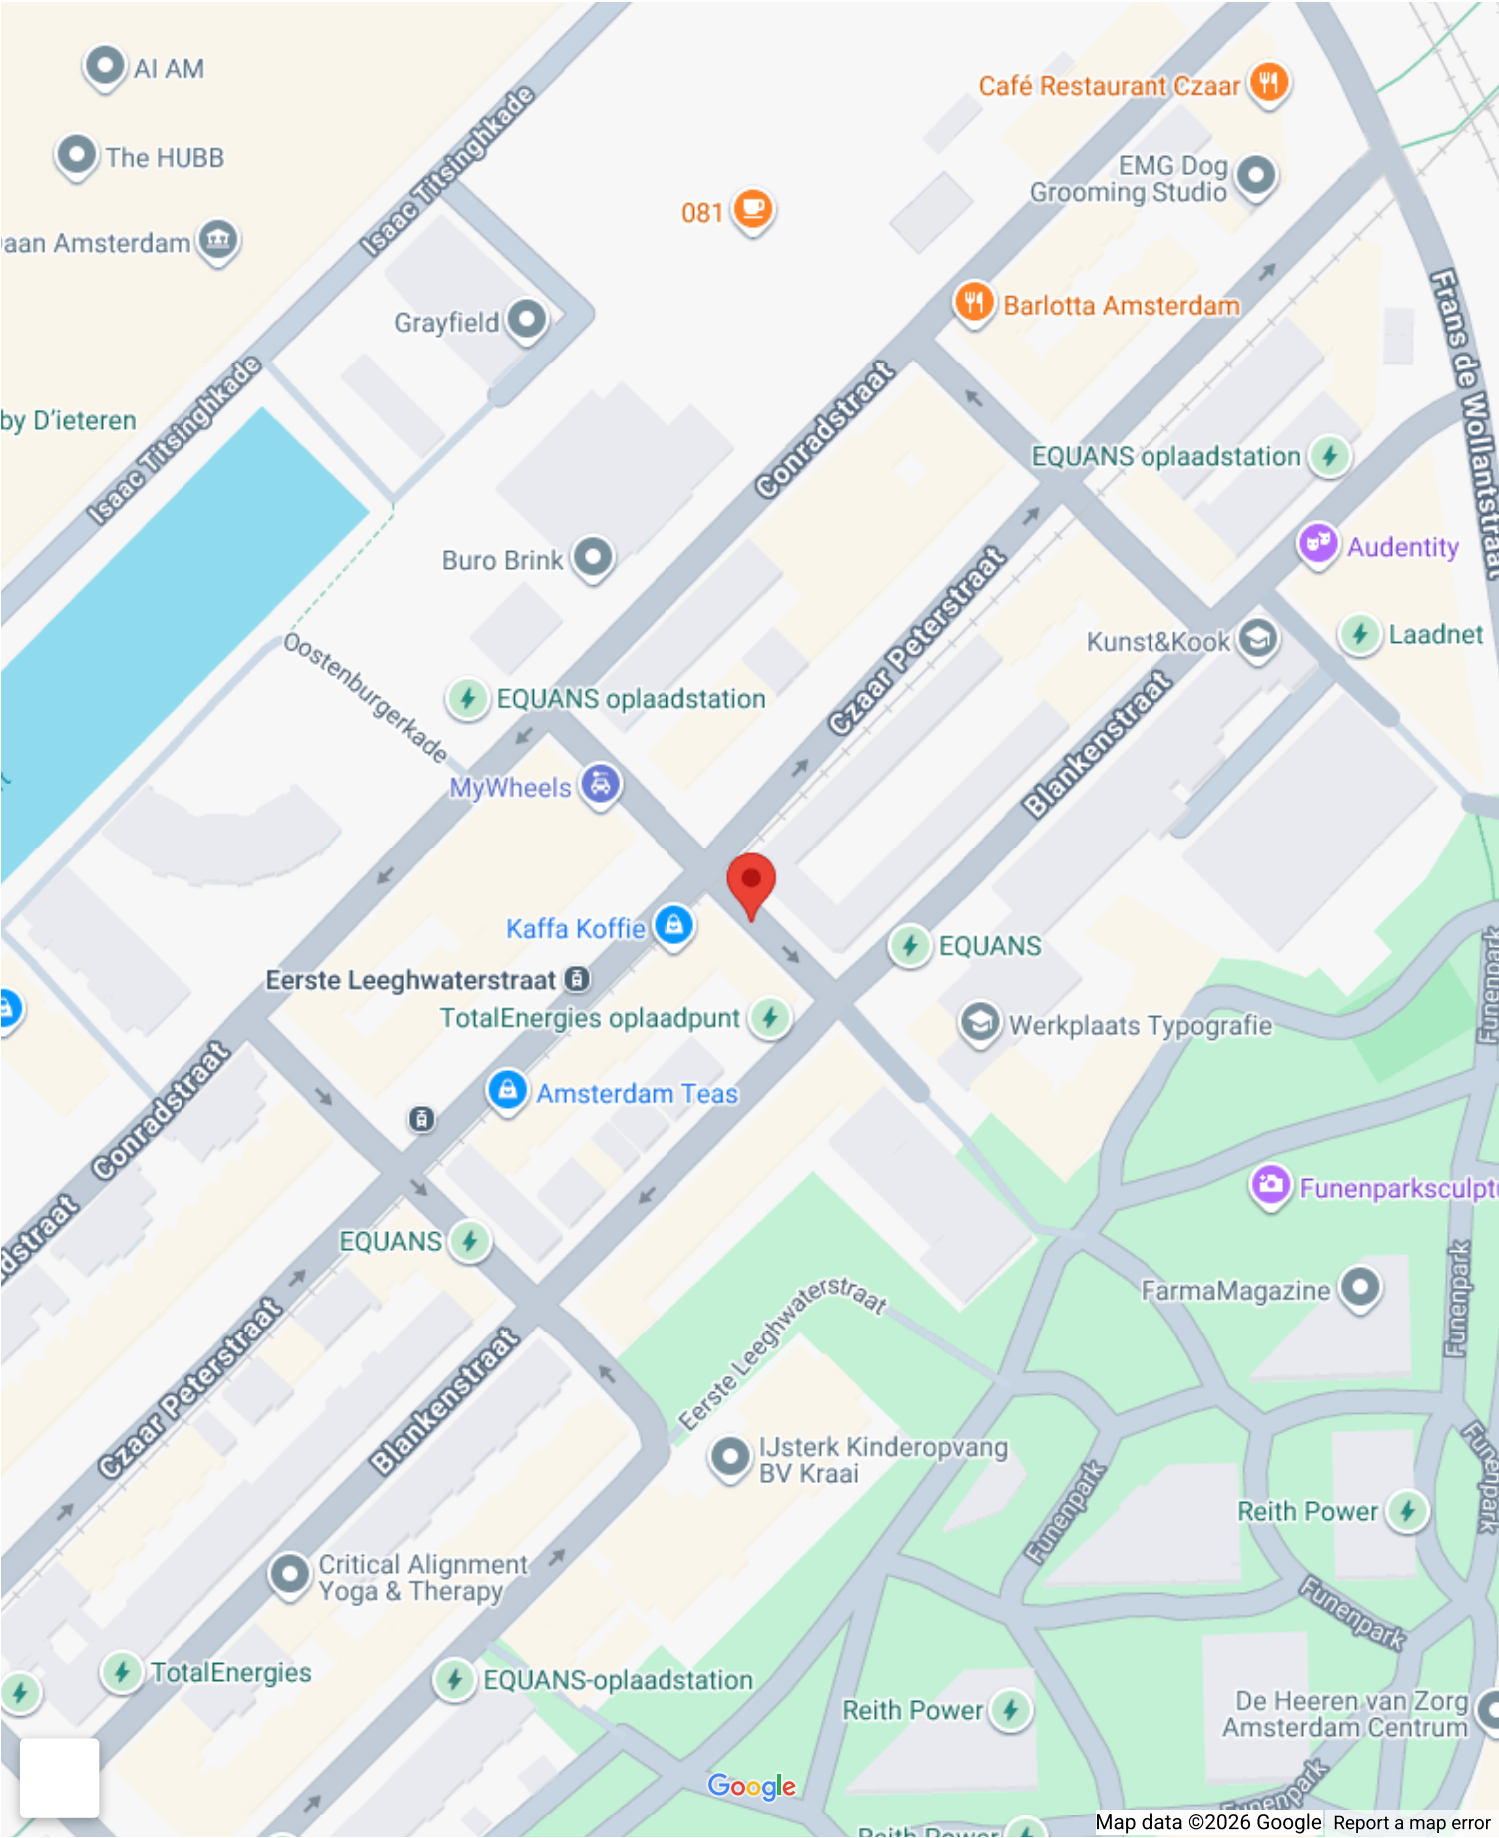 AI AM
Café Restaurant Czaar
The HUBB
Isaac Titsinghkade
EMG Dog
Grooming Studio
081
aan Amsterdam
Barlotta Amsterdam
Grayfield
Frans de Wollantstraat
Isaac Titsinghkade
by D'ieteren
Conradstraat
EQUANS oplaadstation
Buro Brink
Audentity
Czaar Peterstraat
Kunst&Kook
Laadnet
Oostenburgerkade
EQUANS oplaadstation
Blankenstraat
MyWheels
Kaffa Koffie
EQUANS
Eerste Leeghwaterstraat
TotalEnergies oplaadpunt
Werkplaats Typografie
Funenpark
Conradstraat
Amsterdam Teas
Funenparksculptu
dstraat
EQUANS
FarmaMagazine
Funenpark
Eerste Leeghwaterstraat
Czaar Peterstraat
Blankenstraat
IJsterk Kinderopvang
BV Kraai
Funenpark
Funenpark
Reith Power
Critical Alignment
Yoga & Therapy
Funenpark
TotalEnergies
EQUANS-oplaadstation
Reith Power
De Heeren van Zorg
Amsterdam Centrum
Google
Funenpark
Map data ©2026 Google
Report a map error
Reith Power